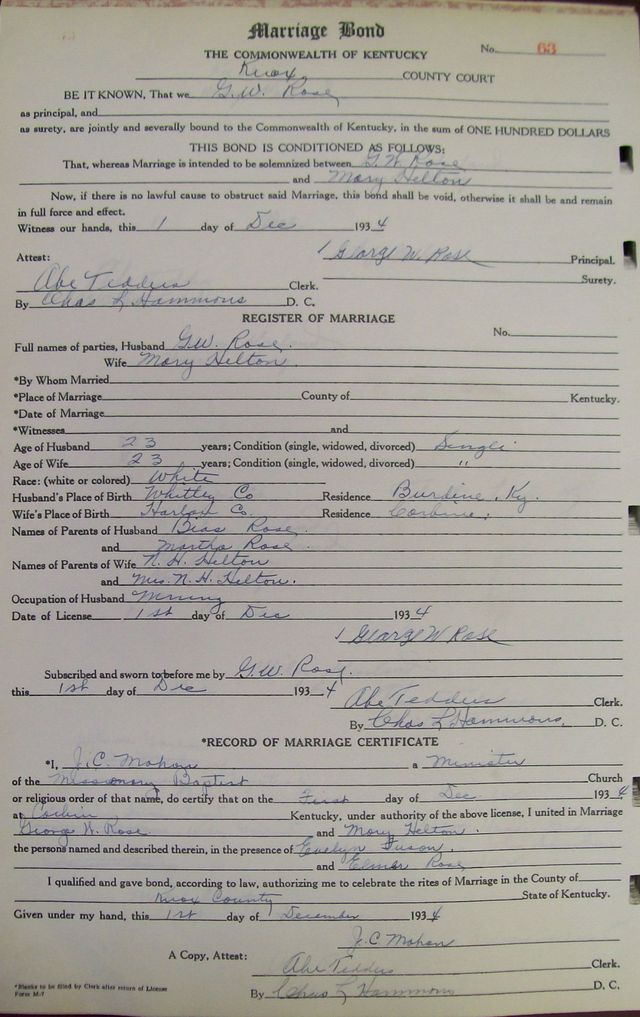 Marriage Bond
THE COMMONWEALTH OF KENTUCKY
No. 63
Knox COUNTY COURT
BE IT KNOWN, That we G.W. Rose
as principal, and
as surety, are jointly and severally bound to the Commonwealth of Kentucky, in the sum of ONE HUNDRED DOLLARS
THIS BOND IS CONDITIONED AS FOLLOWS:
That, whereas Marriage is intended to be solemnized between G.W. Rose
and Mary Helton
Now, if there is no lawful cause to obstruct said Marriage, this bond shall be void, otherwise it shall be and remain
in full force and effect.
Witness our hands, this 1 day of Dec 1934
George W. Rose Principal.
Attest: Surety.
Abe Tedders Clerk.
By Chas L Hammons D. C.
REGISTER OF MARRIAGE
No.
Full names of parties, Husband G.W. Rose.
Wife Mary Helton.
*By Whom Married
*Place of Marriage County of Kentucky.
*Date of Marriage
*Witnesses and
Age of Husband 23 years; Condition (single, widowed, divorced) Single
Age of Wife 23 years; Condition (single, widowed, divorced) "
Race: (white or colored) White
Husband's Place of Birth Whitley Co Residence Burdine, Ky.
Wife's Place of Birth Harlan Co. Residence Corbin.
Names of Parents of Husband Bias Rose
and Martha Rose.
Names of Parents of Wife N. H. Helton
and Mrs. N. H. Helton.
Occupation of Husband Mining
Date of License 1st day of Dec 1934
George W Rose
Subscribed and sworn to before me by G.W. Rose.
this 1st day of Dec 1934
Abe Tedders Clerk.
By Chas L Hammons, D. C.
*RECORD OF MARRIAGE CERTIFICATE
*I, J.C. Mahan a Minister
of the Missionary Baptist Church
or religious order of that name, do certify that on the First day of Dec 1934
at Corbin Kentucky, under authority of the above license, I united in Marriage
George W. Rose and Mary Helton.
the persons named and described therein, in the presence of Evelyn Fuson.
and Elmer Rose
I qualified and gave bond, according to law, authorizing me to celebrate the rites of Marriage in the County of
Knox County State of Kentucky.
Given under my hand, this 1st day of December 1934
J.C Mahan
A Copy, Attest:
Abe Tedders Clerk.
By Chas L Hammons D. C.
*Blanks to be filled by Clerk after return of License
Form M-7